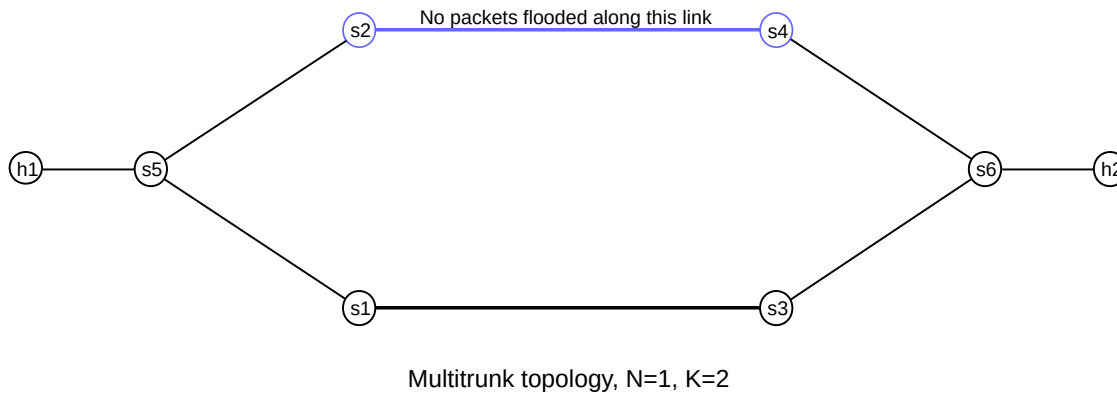 No packets flooded along this link
s2
s4
h1
s5
s6
h2
s1
s3
Multitrunk topology, N=1, K=2